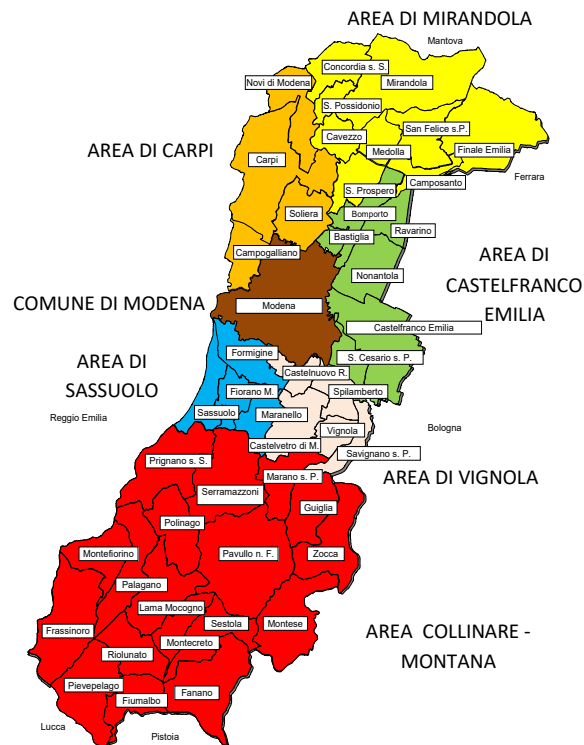 AREA DI MIRANDOLA
Mantova
Concordia s. S.
Mirandola
Novi di Modena
S. Possidonio
San Felice s.P.
Cavezzo
AREA DI CARPI
Medolla
Finale Emilia
Carpi
Ferrara
Camposanto
S. Prospero
Soliera
Bomporto
Ravarino
Bastiglia
Campogalliano
AREA DI
CASTELFRANCO
EMILIA
Nonantola
COMUNE DI MODENA
Modena
Castelfranco Emilia
AREA DI
SASSUOLO
Formigine
S. Cesario s. P.
Castelnuovo R.
Fiorano M.
Spilamberto
Reggio Emilia
Sassuolo
Maranello
Vignola
Bologna
Castelvetro di M.
Savignano s. P.
Prignano s. S.
AREA DI VIGNOLA
Marano s. P.
Serramazzoni
Guiglia
Polinago
Montefiorino
Pavullo n. F.
Zocca
Palagano
Lama Mocogno
Sestola
Montese
Frassinoro
Montecreto
AREA COLLINARE -
MONTANA
Riolunato
Pievepelago
Fanano
Fiumalbo
Lucca
Pistoia